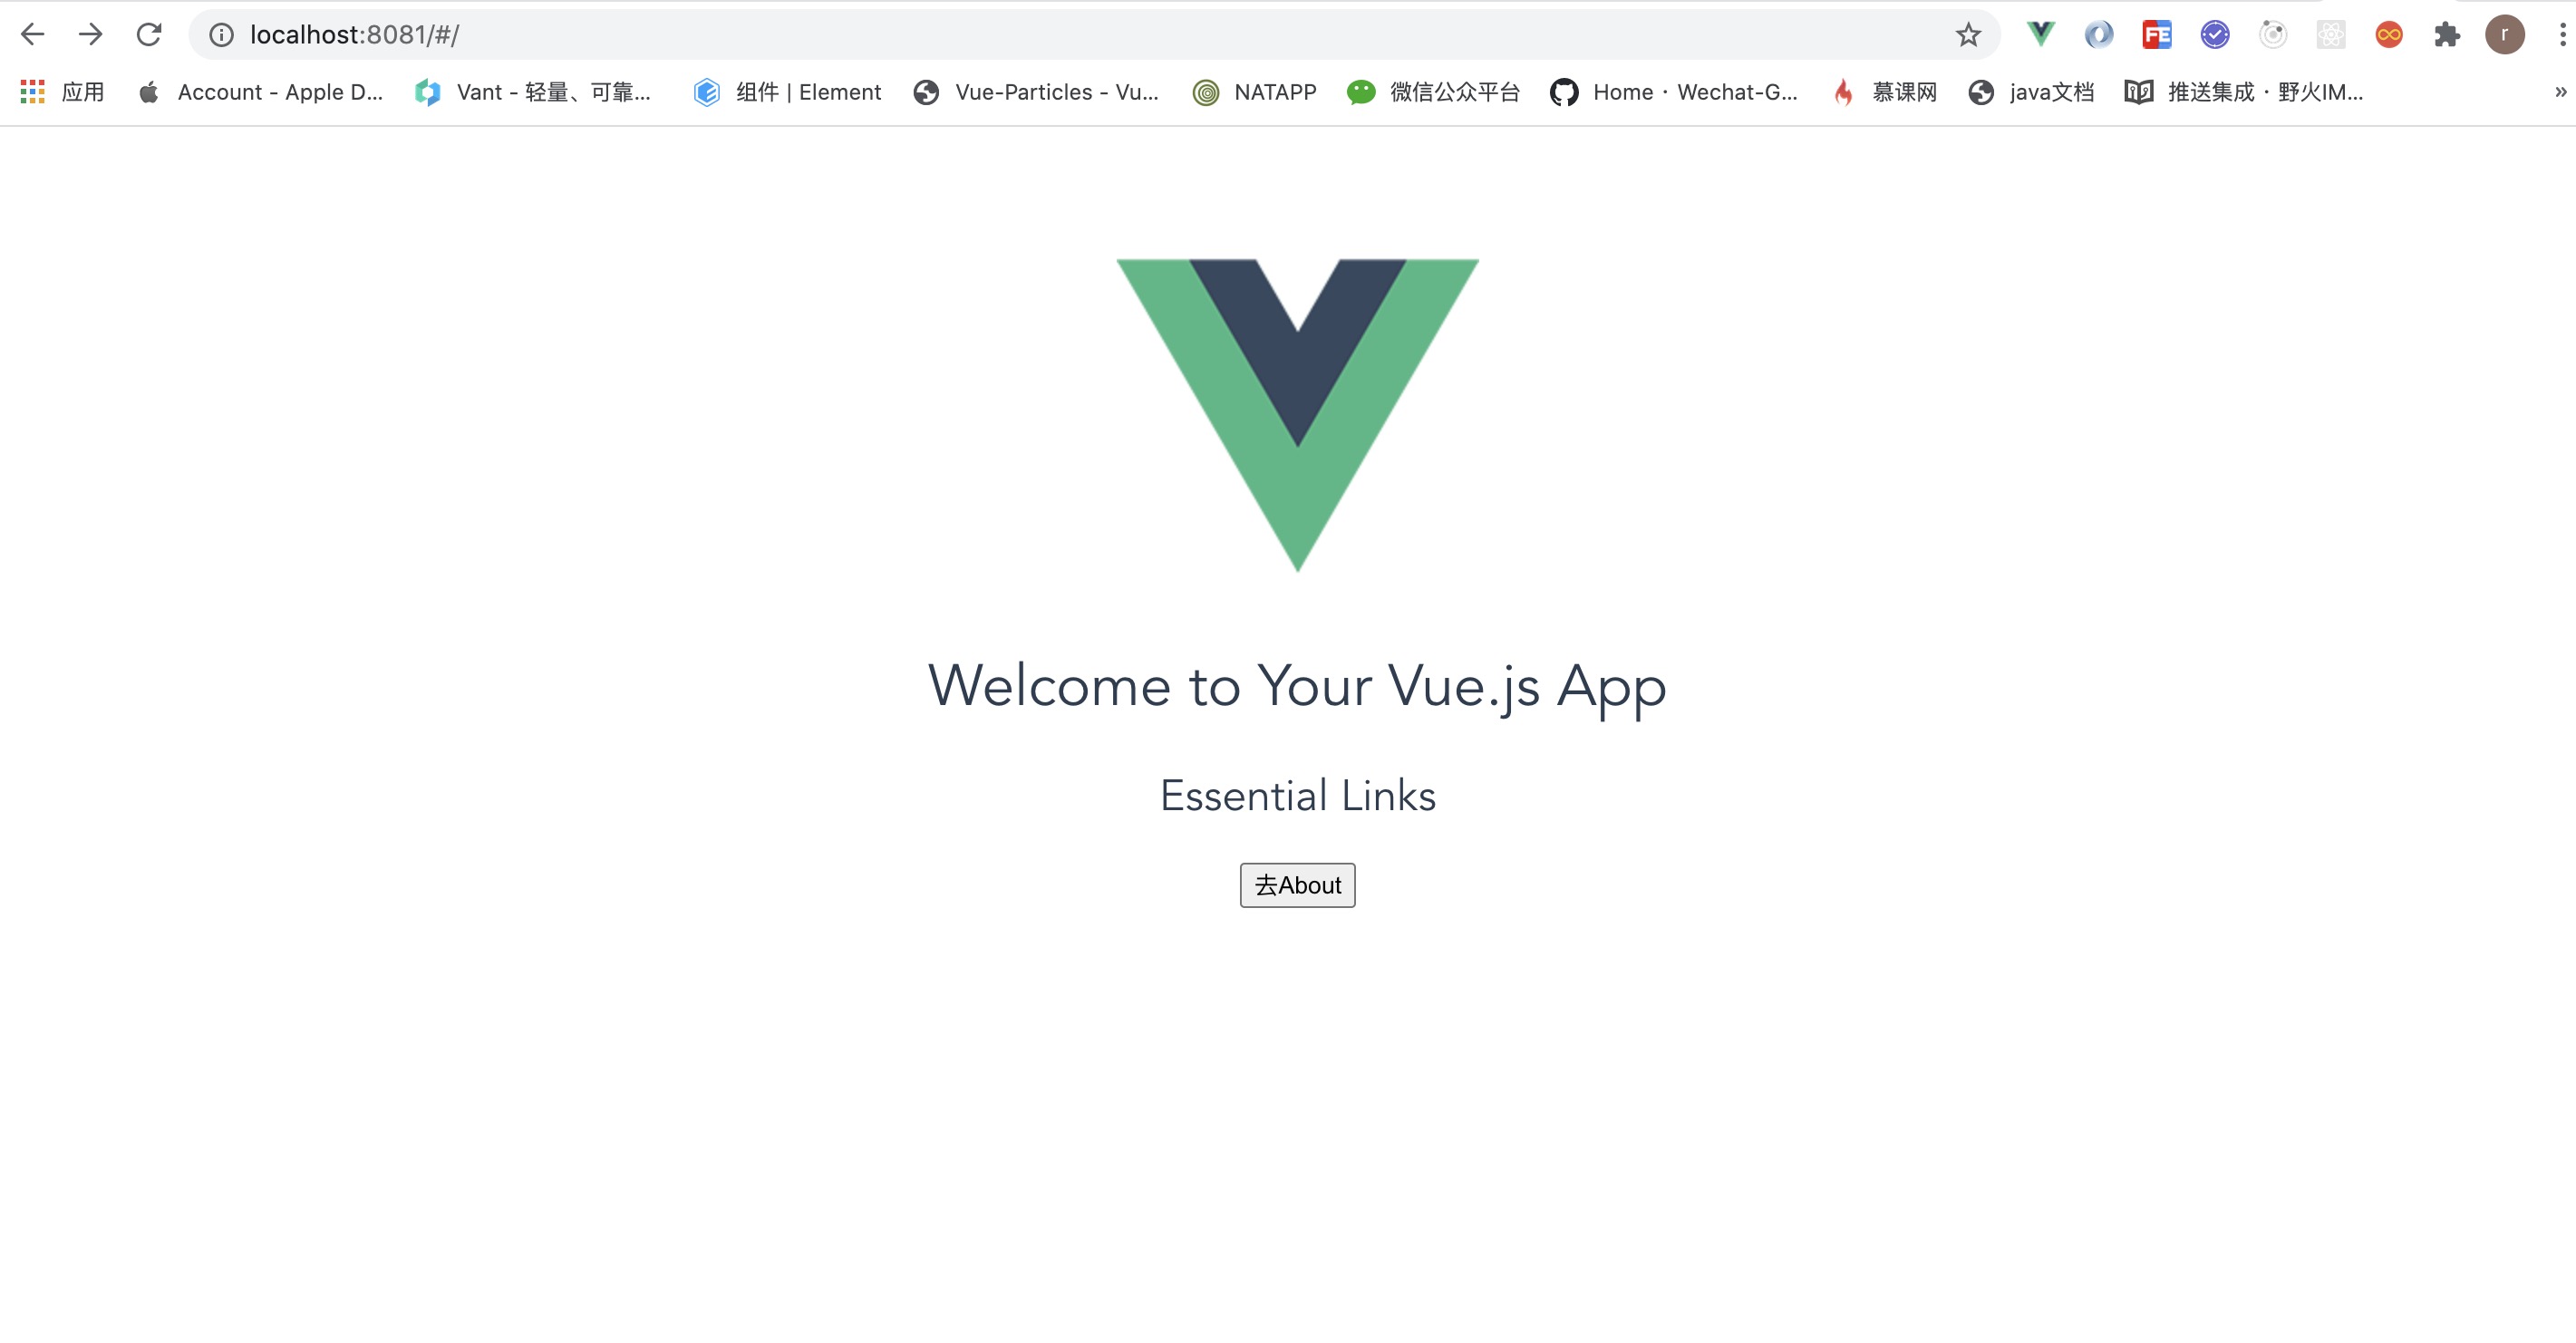 localhost:8081/#/
FE
r
应用 Account - Apple D... Vant - 轻量、可靠... 组件 | Element Vue-Particles - Vu... NATAPP 微信公众平台 Home · Wechat-G... 慕课网 java文档 推送集成 · 野火IM... »
Welcome to Your Vue.js App
Essential Links
去About